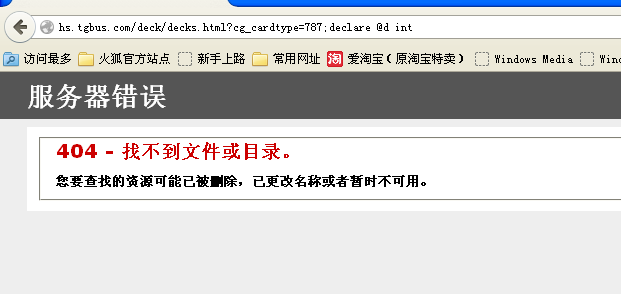 hs.tgbus.com/deck/decks.html?cg_cardtype=787;declare @d int
访问最多 火狐官方站点 新手上路 常用网址 淘 爱淘宝（原淘宝特卖） Windows Media Win
服务器错误
404 - 找不到文件或目录。
您要查找的资源可能已被删除，已更改名称或者暂时不可用。